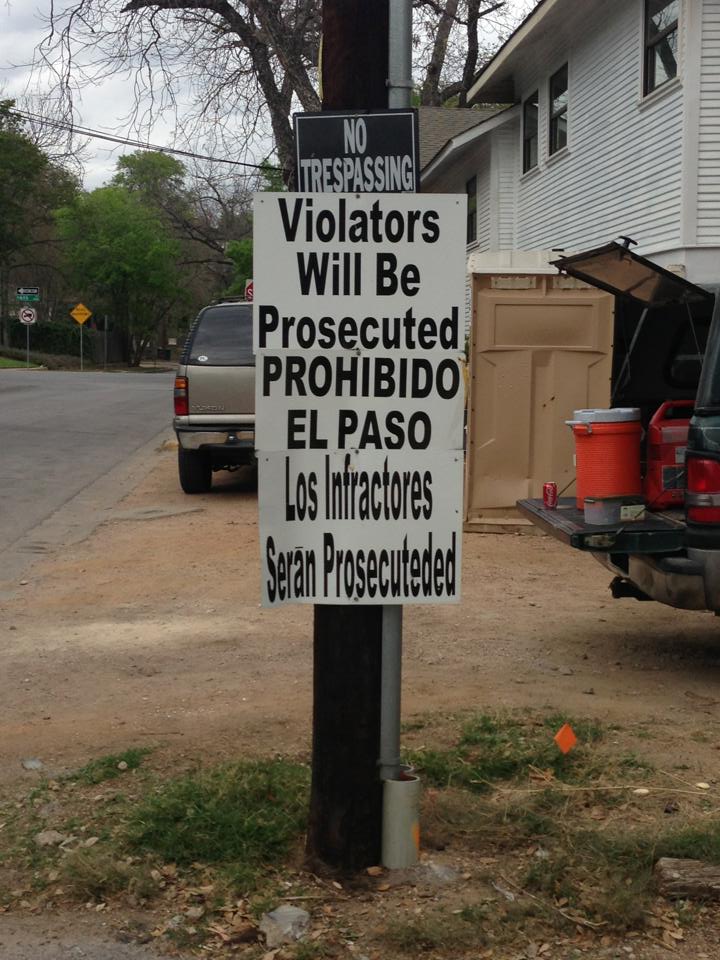 NO
TRESPASSING
Violators
Will Be
Prosecuted
PROHIBIDO
EL PASO
Los Infractores
Serān Prosecuteded